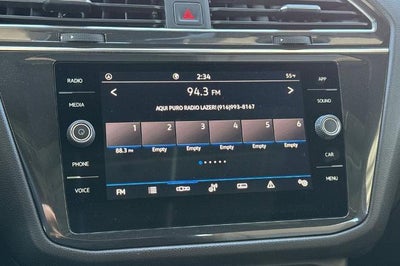 RADIO
MEDIA
PHONE
VOICE
2:34
55°F
94.3 FM
AQUI PURO RADIO LAZER! (916)993-8167
1 2 3 4 5 6
88.3 FM Empty Empty Empty Empty Empty
FM
APP
SOUND
CAR
MENU